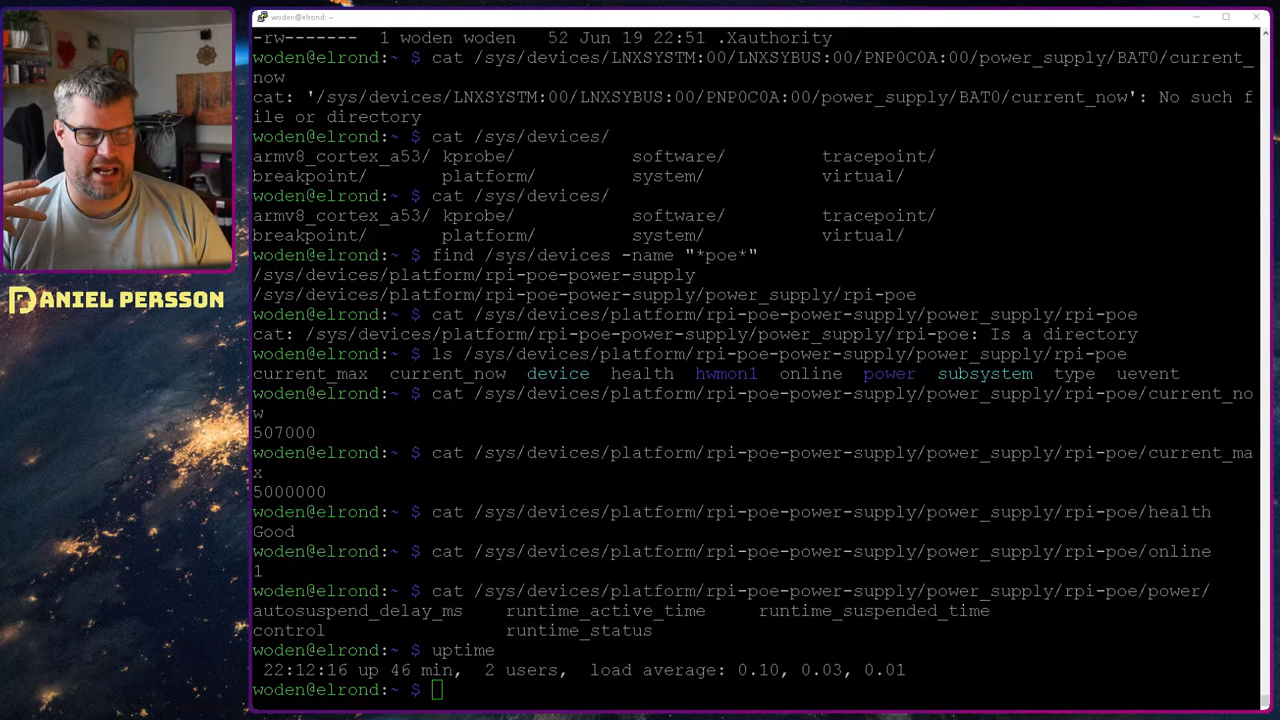 woden@elrond: ~
-rw------- 1 woden woden   52 Jun 19 22:51 .Xauthority
woden@elrond:~ $ cat /sys/devices/LNXSYSTM:00/LNXSYBUS:00/PNP0C0A:00/power_supply/BAT0/current_
now
cat: '/sys/devices/LNXSYSTM:00/LNXSYBUS:00/PNP0C0A:00/power_supply/BAT0/current_now': No such f
ile or directory
woden@elrond:~ $ cat /sys/devices/
armv8_cortex_a53/ kprobe/           software/         tracepoint/
breakpoint/       platform/         system/           virtual/
woden@elrond:~ $ cat /sys/devices/
armv8_cortex_a53/ kprobe/           software/         tracepoint/
breakpoint/       platform/         system/           virtual/
woden@elrond:~ $ find /sys/devices -name "*poe*"
/sys/devices/platform/rpi-poe-power-supply
/sys/devices/platform/rpi-poe-power-supply/power_supply/rpi-poe
woden@elrond:~ $ cat /sys/devices/platform/rpi-poe-power-supply/power_supply/rpi-poe
cat: /sys/devices/platform/rpi-poe-power-supply/power_supply/rpi-poe: Is a directory
woden@elrond:~ $ ls /sys/devices/platform/rpi-poe-power-supply/power_supply/rpi-poe
current_max  current_now  device  health  hwmon1  online  power  subsystem  type  uevent
woden@elrond:~ $ cat /sys/devices/platform/rpi-poe-power-supply/power_supply/rpi-poe/current_no
w
507000
woden@elrond:~ $ cat /sys/devices/platform/rpi-poe-power-supply/power_supply/rpi-poe/current_ma
x
5000000
woden@elrond:~ $ cat /sys/devices/platform/rpi-poe-power-supply/power_supply/rpi-poe/health
Good
woden@elrond:~ $ cat /sys/devices/platform/rpi-poe-power-supply/power_supply/rpi-poe/online
1
woden@elrond:~ $ cat /sys/devices/platform/rpi-poe-power-supply/power_supply/rpi-poe/power/
autosuspend_delay_ms    runtime_active_time     runtime_suspended_time
control                 runtime_status
woden@elrond:~ $ uptime
 22:12:16 up 46 min,  2 users,  load average: 0.10, 0.03, 0.01
woden@elrond:~ $
DANIEL PERSSON